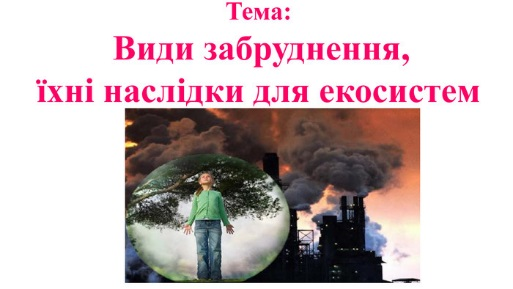 Тема:
Види забруднення,
їхні наслідки для екосистем